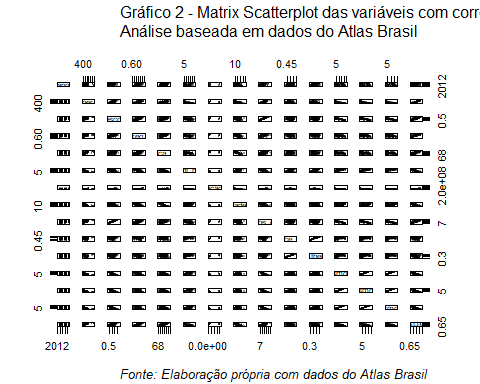 Gráfico 2 - Matrix Scatterplot das variáveis com corr
Análise baseada em dados do Atlas Brasil
400 0.60 5 10 0.45 5 5
2012
400
0.5
0.60
68
5
2.0e+08
10
7
0.45
0.3
5
5
5
0.65
2012 0.5 68 0.0e+00 7 0.3 5 0.65
Fonte: Elaboração própria com dados do Atlas Brasil